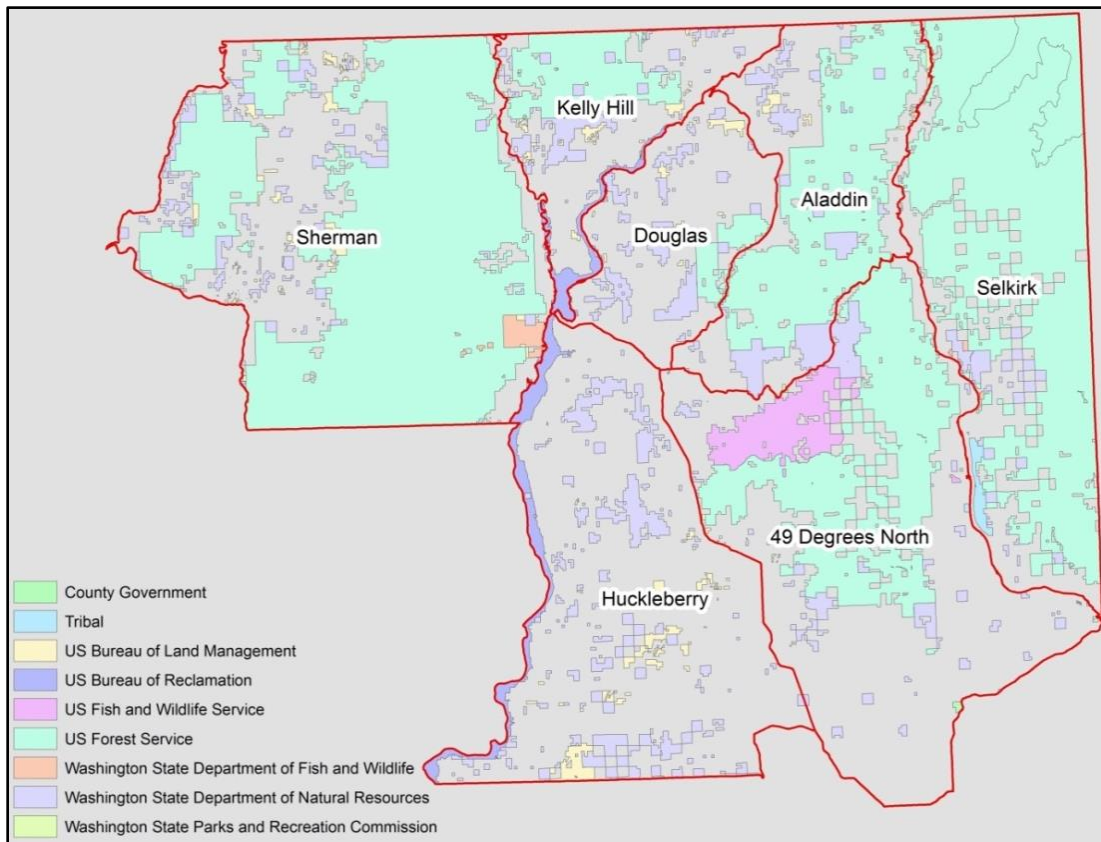 Kelly Hill
Aladdin
Sherman
Douglas
Selkirk
49 Degrees North
Huckleberry
County Government
Tribal
US Bureau of Land Management
US Bureau of Reclamation
US Fish and Wildlife Service
US Forest Service
Washington State Department of Fish and Wildlife
Washington State Department of Natural Resources
Washington State Parks and Recreation Commission